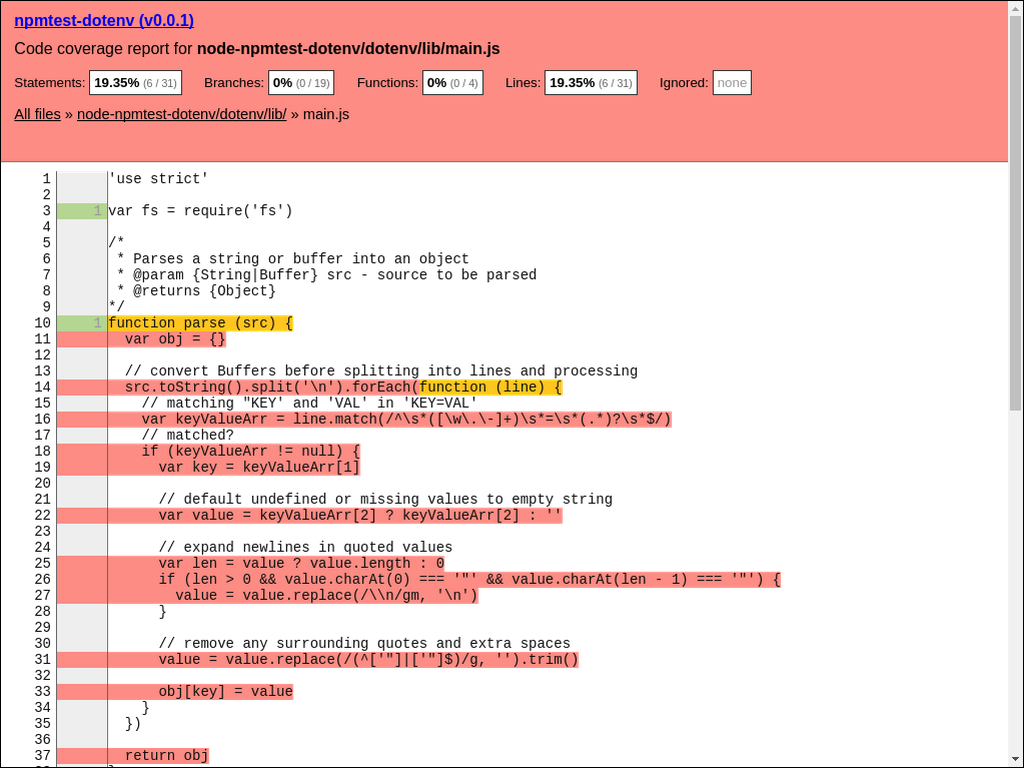 npmtest-dotenv (v0.0.1)
Code coverage report for node-npmtest-dotenv/dotenv/lib/main.js
Statements: 19.35% (6 / 31) Branches: 0% (0 / 19) Functions: 0% (0 / 4) Lines: 19.35% (6 / 31) Ignored: none
All files » node-npmtest-dotenv/dotenv/lib/ » main.js
1 'use strict'
2
3 1 var fs = require('fs')
4
5 /*
6  * Parses a string or buffer into an object
7  * @param {String|Buffer} src - source to be parsed
8  * @returns {Object}
9 */
10 1 function parse (src) {
11   var obj = {}
12
13   // convert Buffers before splitting into lines and processing
14   src.toString().split('\n').forEach(function (line) {
15     // matching "KEY' and 'VAL' in 'KEY=VAL'
16     var keyValueArr = line.match(/^\s*([\w\.\-]+)\s*=\s*(.*)?\s*$/)
17     // matched?
18     if (keyValueArr != null) {
19       var key = keyValueArr[1]
20
21       // default undefined or missing values to empty string
22       var value = keyValueArr[2] ? keyValueArr[2] : ''
23
24       // expand newlines in quoted values
25       var len = value ? value.length : 0
26       if (len > 0 && value.charAt(0) === '"' && value.charAt(len - 1) === '"') {
27         value = value.replace(/\\n/gm, '\n')
28       }
29
30       // remove any surrounding quotes and extra spaces
31       value = value.replace(/(^['"]|['"]$)/g, '').trim()
32
33       obj[key] = value
34     }
35   })
36
37   return obj